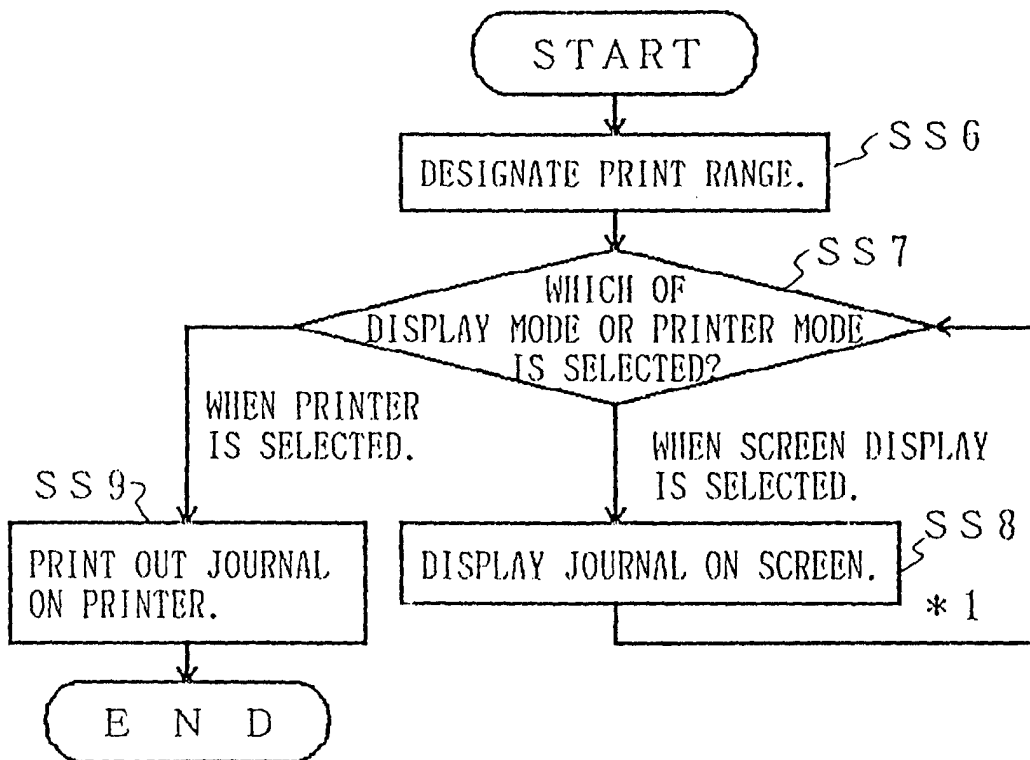 START
SS6
DESIGNATE PRINT RANGE.
SS7
WHICH OF
DISPLAY MODE OR PRINTER MODE
IS SELECTED?
WHEN PRINTER
IS SELECTED.
WHEN SCREEN DISPLAY
IS SELECTED.
SS9
PRINT OUT JOURNAL
ON PRINTER.
SS8
DISPLAY JOURNAL ON SCREEN.
*1
END